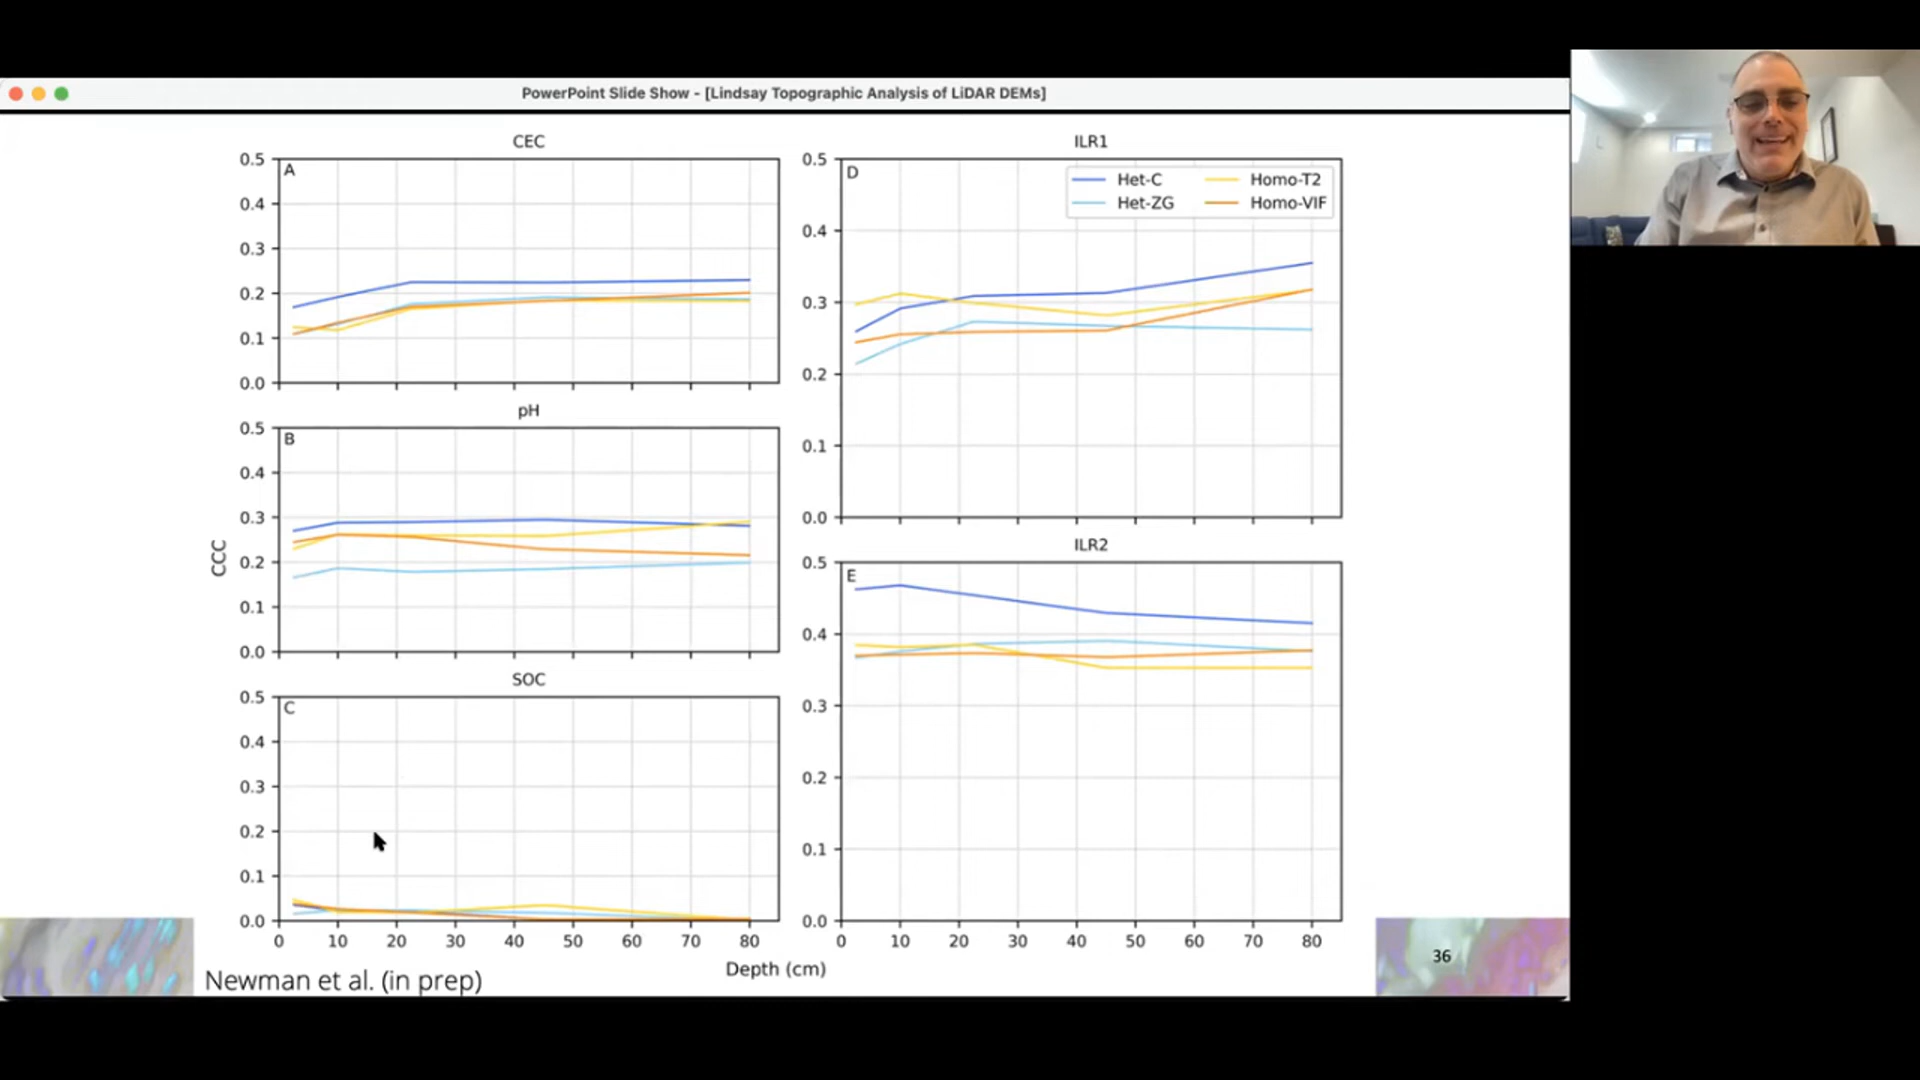 PowerPoint Slide Show - [Lindsay Topographic Analysis of LiDAR DEMs]
CEC
A
0.5
0.4
0.3
0.2
0.1
0.0
pH
B
0.5
0.4
0.3
0.2
0.1
0.0
CCC
SOC
C
0.5
0.4
0.3
0.2
0.1
0.0
0 10 20 30 40 50 60 70 80
ILR1
D
Het-C Homo-T2
Het-ZG Homo-VIF
0.5
0.4
0.3
0.2
0.1
0.0
ILR2
E
0.5
0.4
0.3
0.2
0.1
0.0
0 10 20 30 40 50 60 70 80
Depth (cm)
Newman et al. (in prep)
36